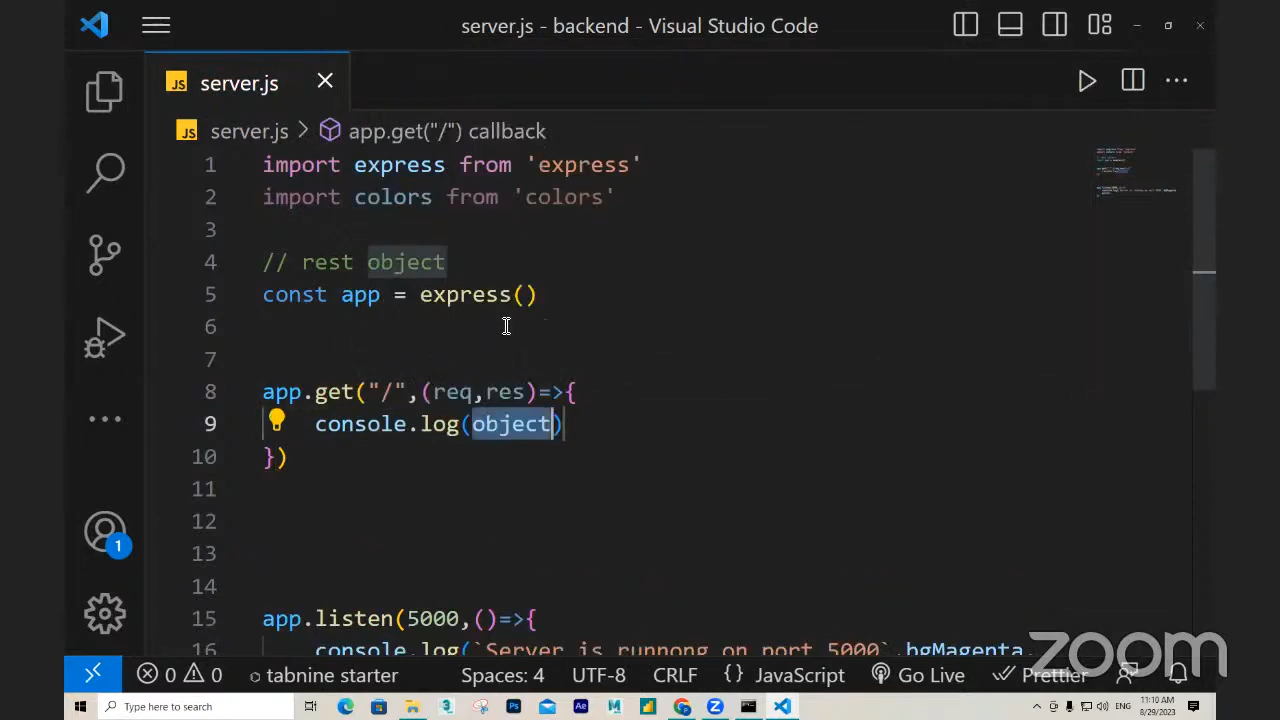 server.js - backend - Visual Studio Code
JS server.js
JS server.js > app.get("/") callback
1 import express from 'express'
2 import colors from 'colors'
3
4 // rest object
5 const app = express()
6
7
8 app.get("/",(req,res)=>{
9 console.log(object)
10 })
11
12
13
14
15 app.listen(5000,()=>{
16 console.log(`Server is runnong on port 5000`.bgMagenta.
1
zoom
0 0 tabnine starter Spaces: 4 UTF-8 CRLF {} JavaScript Go Live Prettier
Type here to search
Ps
Ae
M
ENG
11:10 AM
8/29/2023